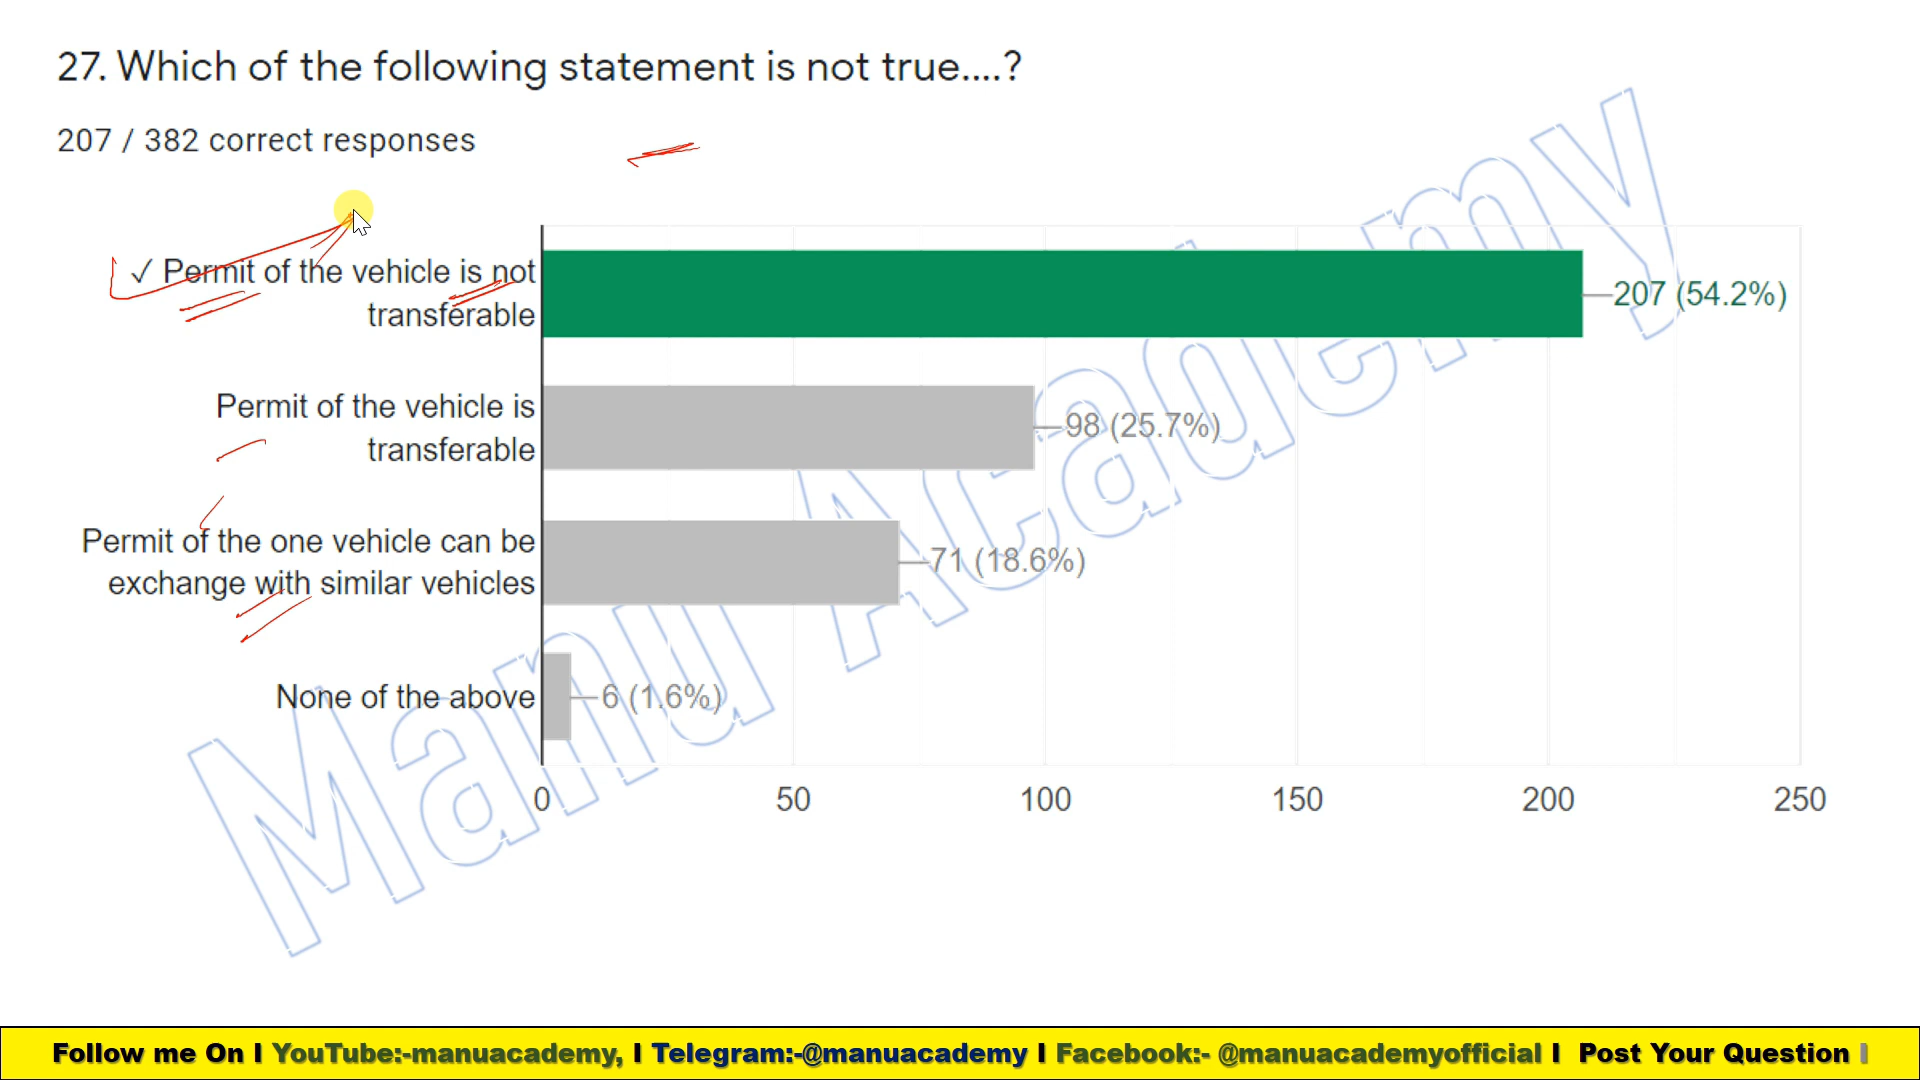 27. Which of the following statement is not true....?
207 / 382 correct responses
✓ Permit of the vehicle is not
transferable
207 (54.2%)
Permit of the vehicle is
transferable
98 (25.7%)
Permit of the one vehicle can be
exchange with similar vehicles
71 (18.6%)
None of the above
6 (1.6%)
0 50 100 150 200 250
Manu Academy
Follow me On I YouTube:-manuacademy, I Telegram:-@manuacademy I Facebook:- @manuacademyofficial I Post Your Question I